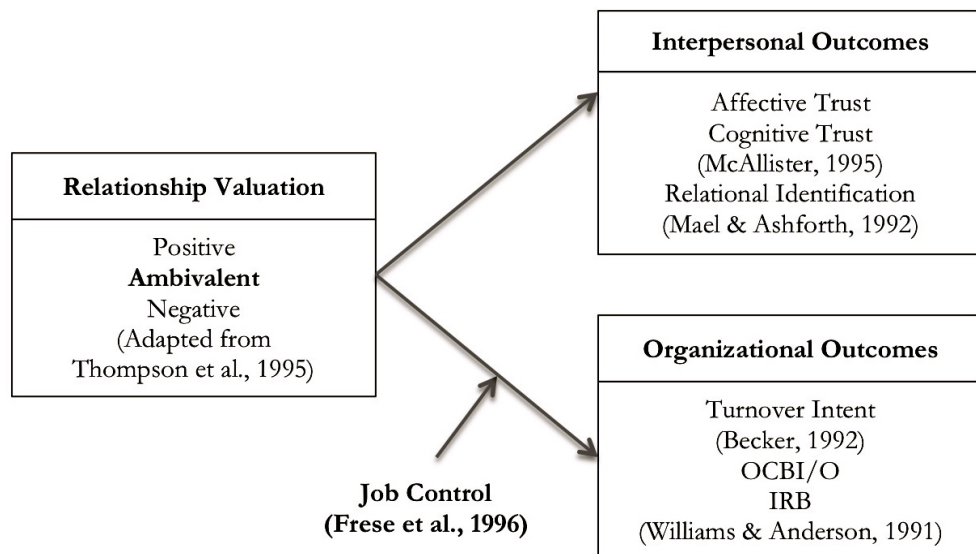 Relationship Valuation
Positive
Ambivalent
Negative
(Adapted from
Thompson et al., 1995)
Job Control
(Frese et al., 1996)
Interpersonal Outcomes
Affective Trust
Cognitive Trust
(McAllister, 1995)
Relational Identification
(Mael & Ashforth, 1992)
Organizational Outcomes
Turnover Intent
(Becker, 1992)
OCBI/O
IRB
(Williams & Anderson, 1991)